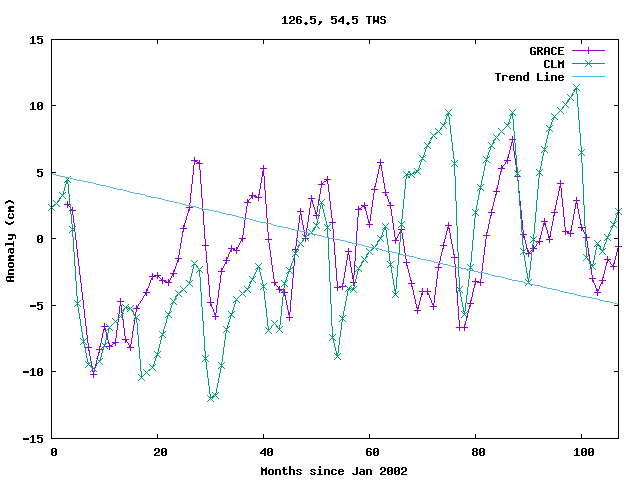 126.5, 54.5 TWS
GRACE
CLM
Trend Line
15
10
5
0
-5
-10
-15
Anomaly (cm)
0 20 40 60 80 100
Months since Jan 2002